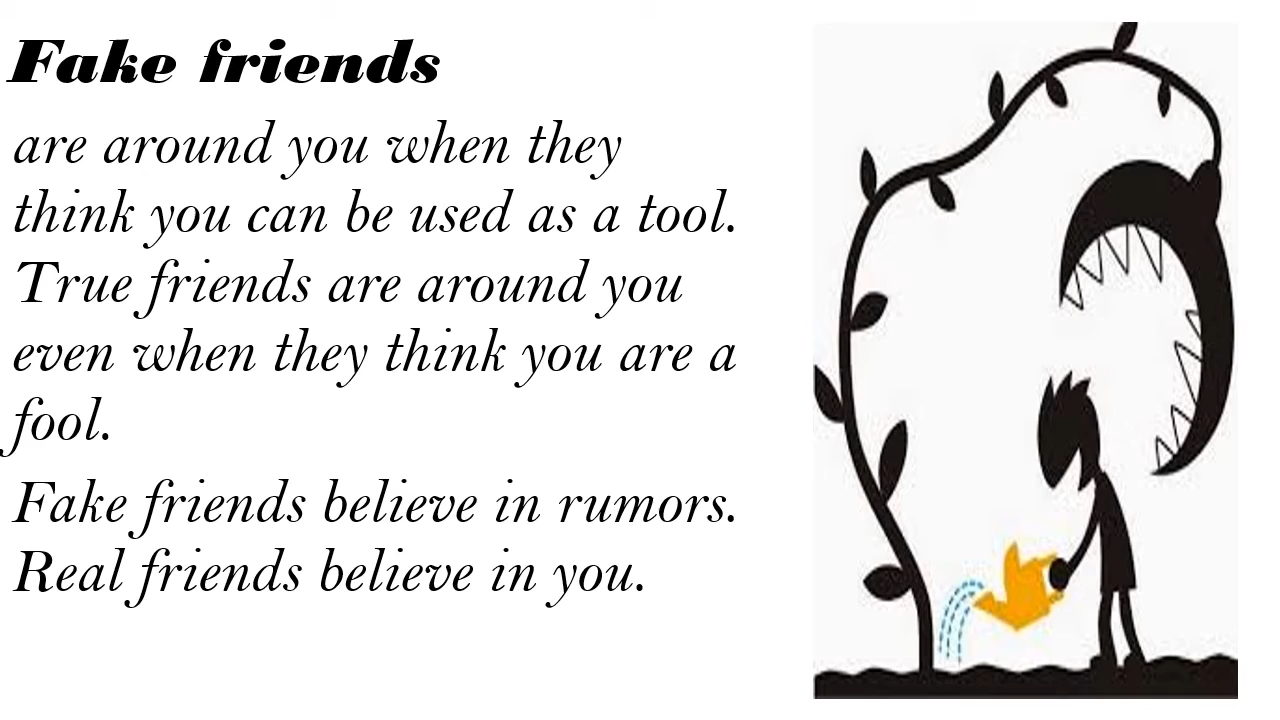 Fake friends
are around you when they
think you can be used as a tool.
True friends are around you
even when they think you are a
fool.
Fake friends believe in rumors.
Real friends believe in you.